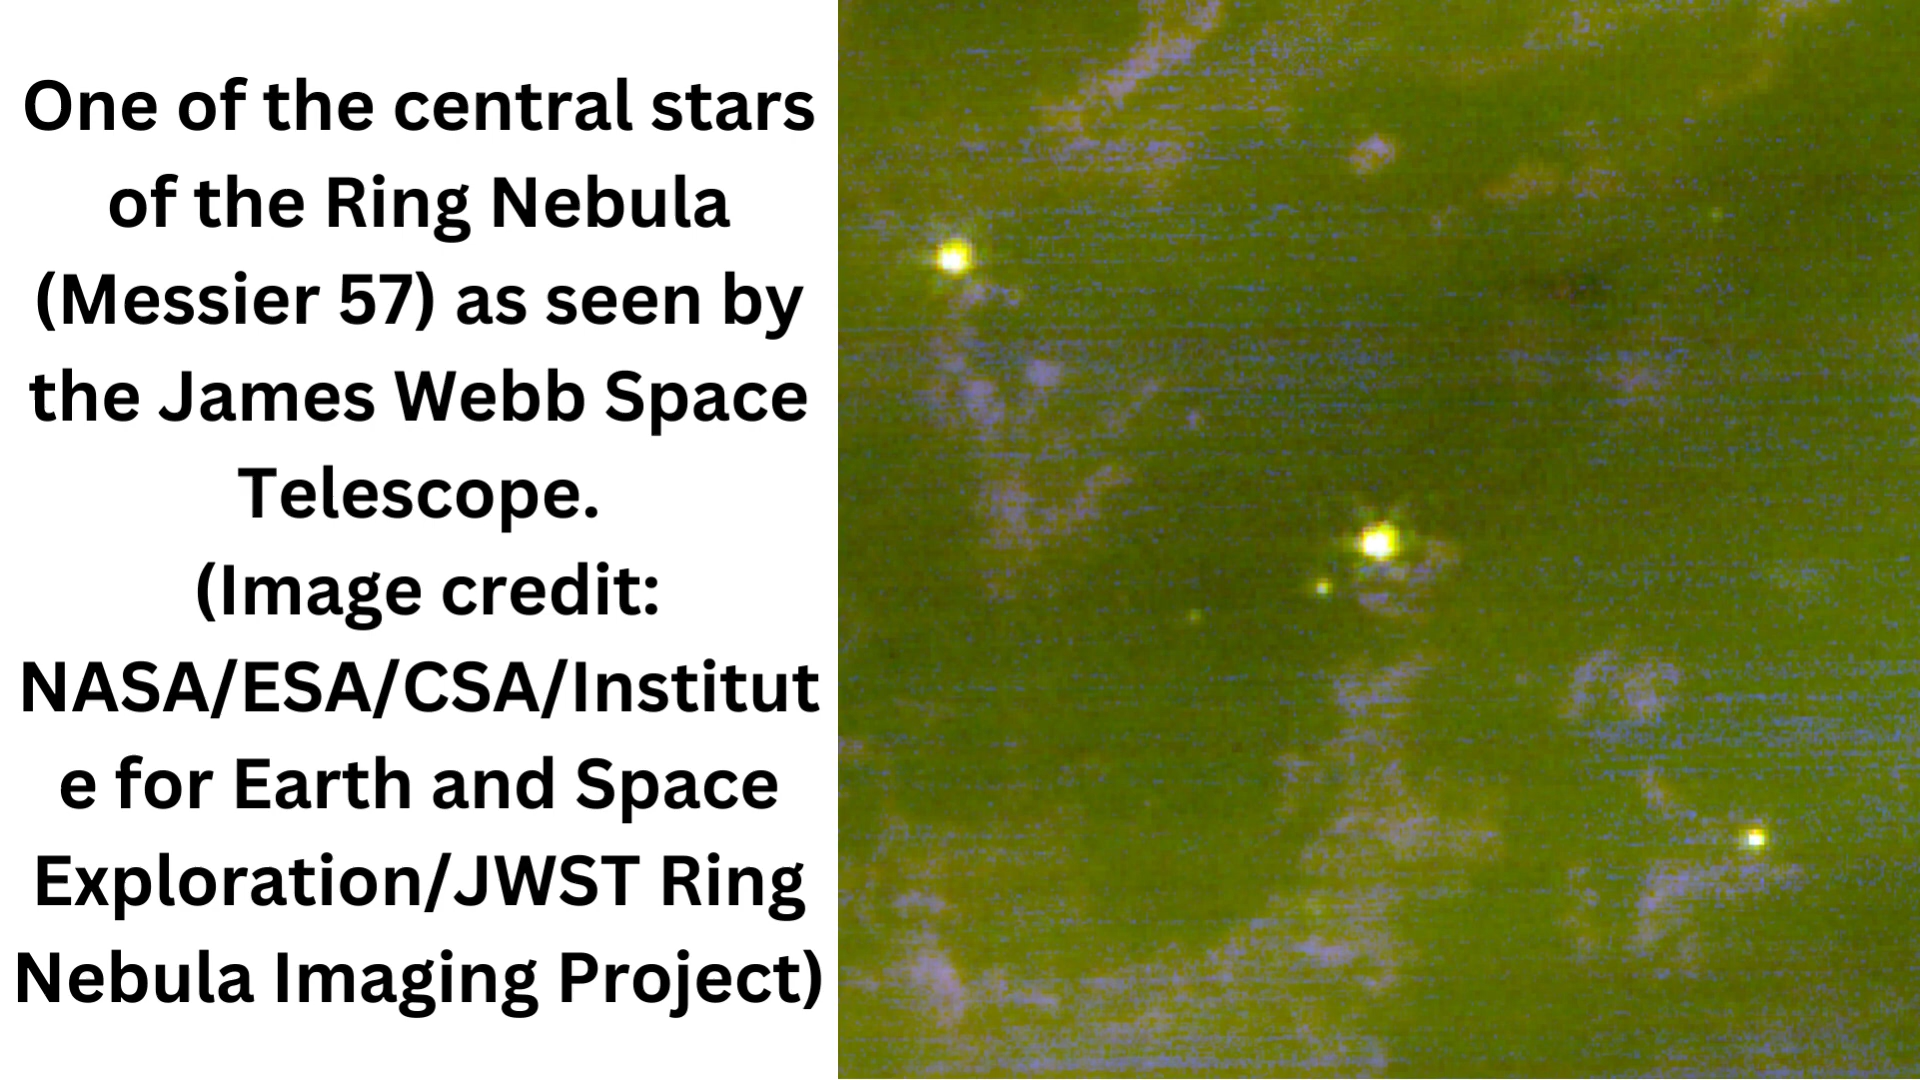 One of the central stars
of the Ring Nebula
(Messier 57) as seen by
the James Webb Space
Telescope.
(Image credit:
NASA/ESA/CSA/Institut
e for Earth and Space
Exploration/JWST Ring
Nebula Imaging Project)